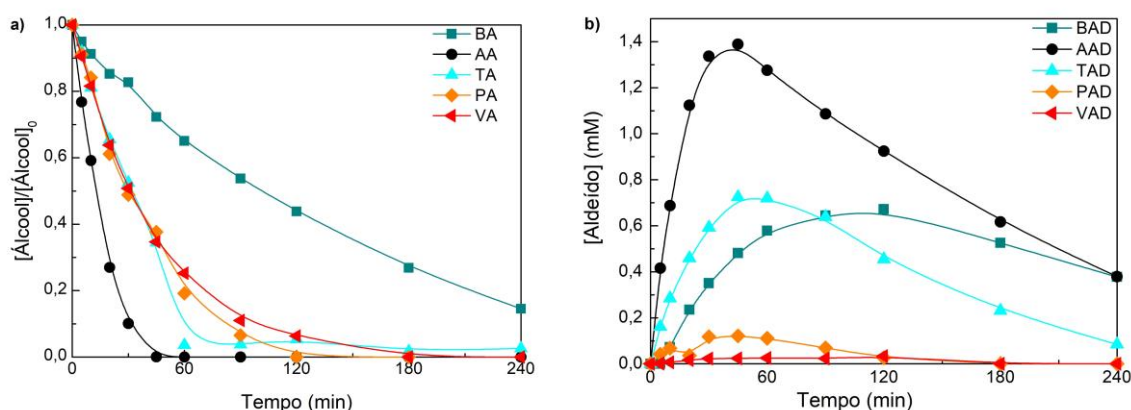 a)
1,0
0,8
0,6
0,4
0,2
0,0
[Álcool]/[Álcool]0
0
60
120
180
240
Tempo (min)
BA
AA
TA
PA
VA
b)
1,4
1,2
1,0
0,8
0,6
0,4
0,2
0,0
[Aldeído] (mM)
0
60
120
180
240
Tempo (min)
BAD
AAD
TAD
PAD
VAD